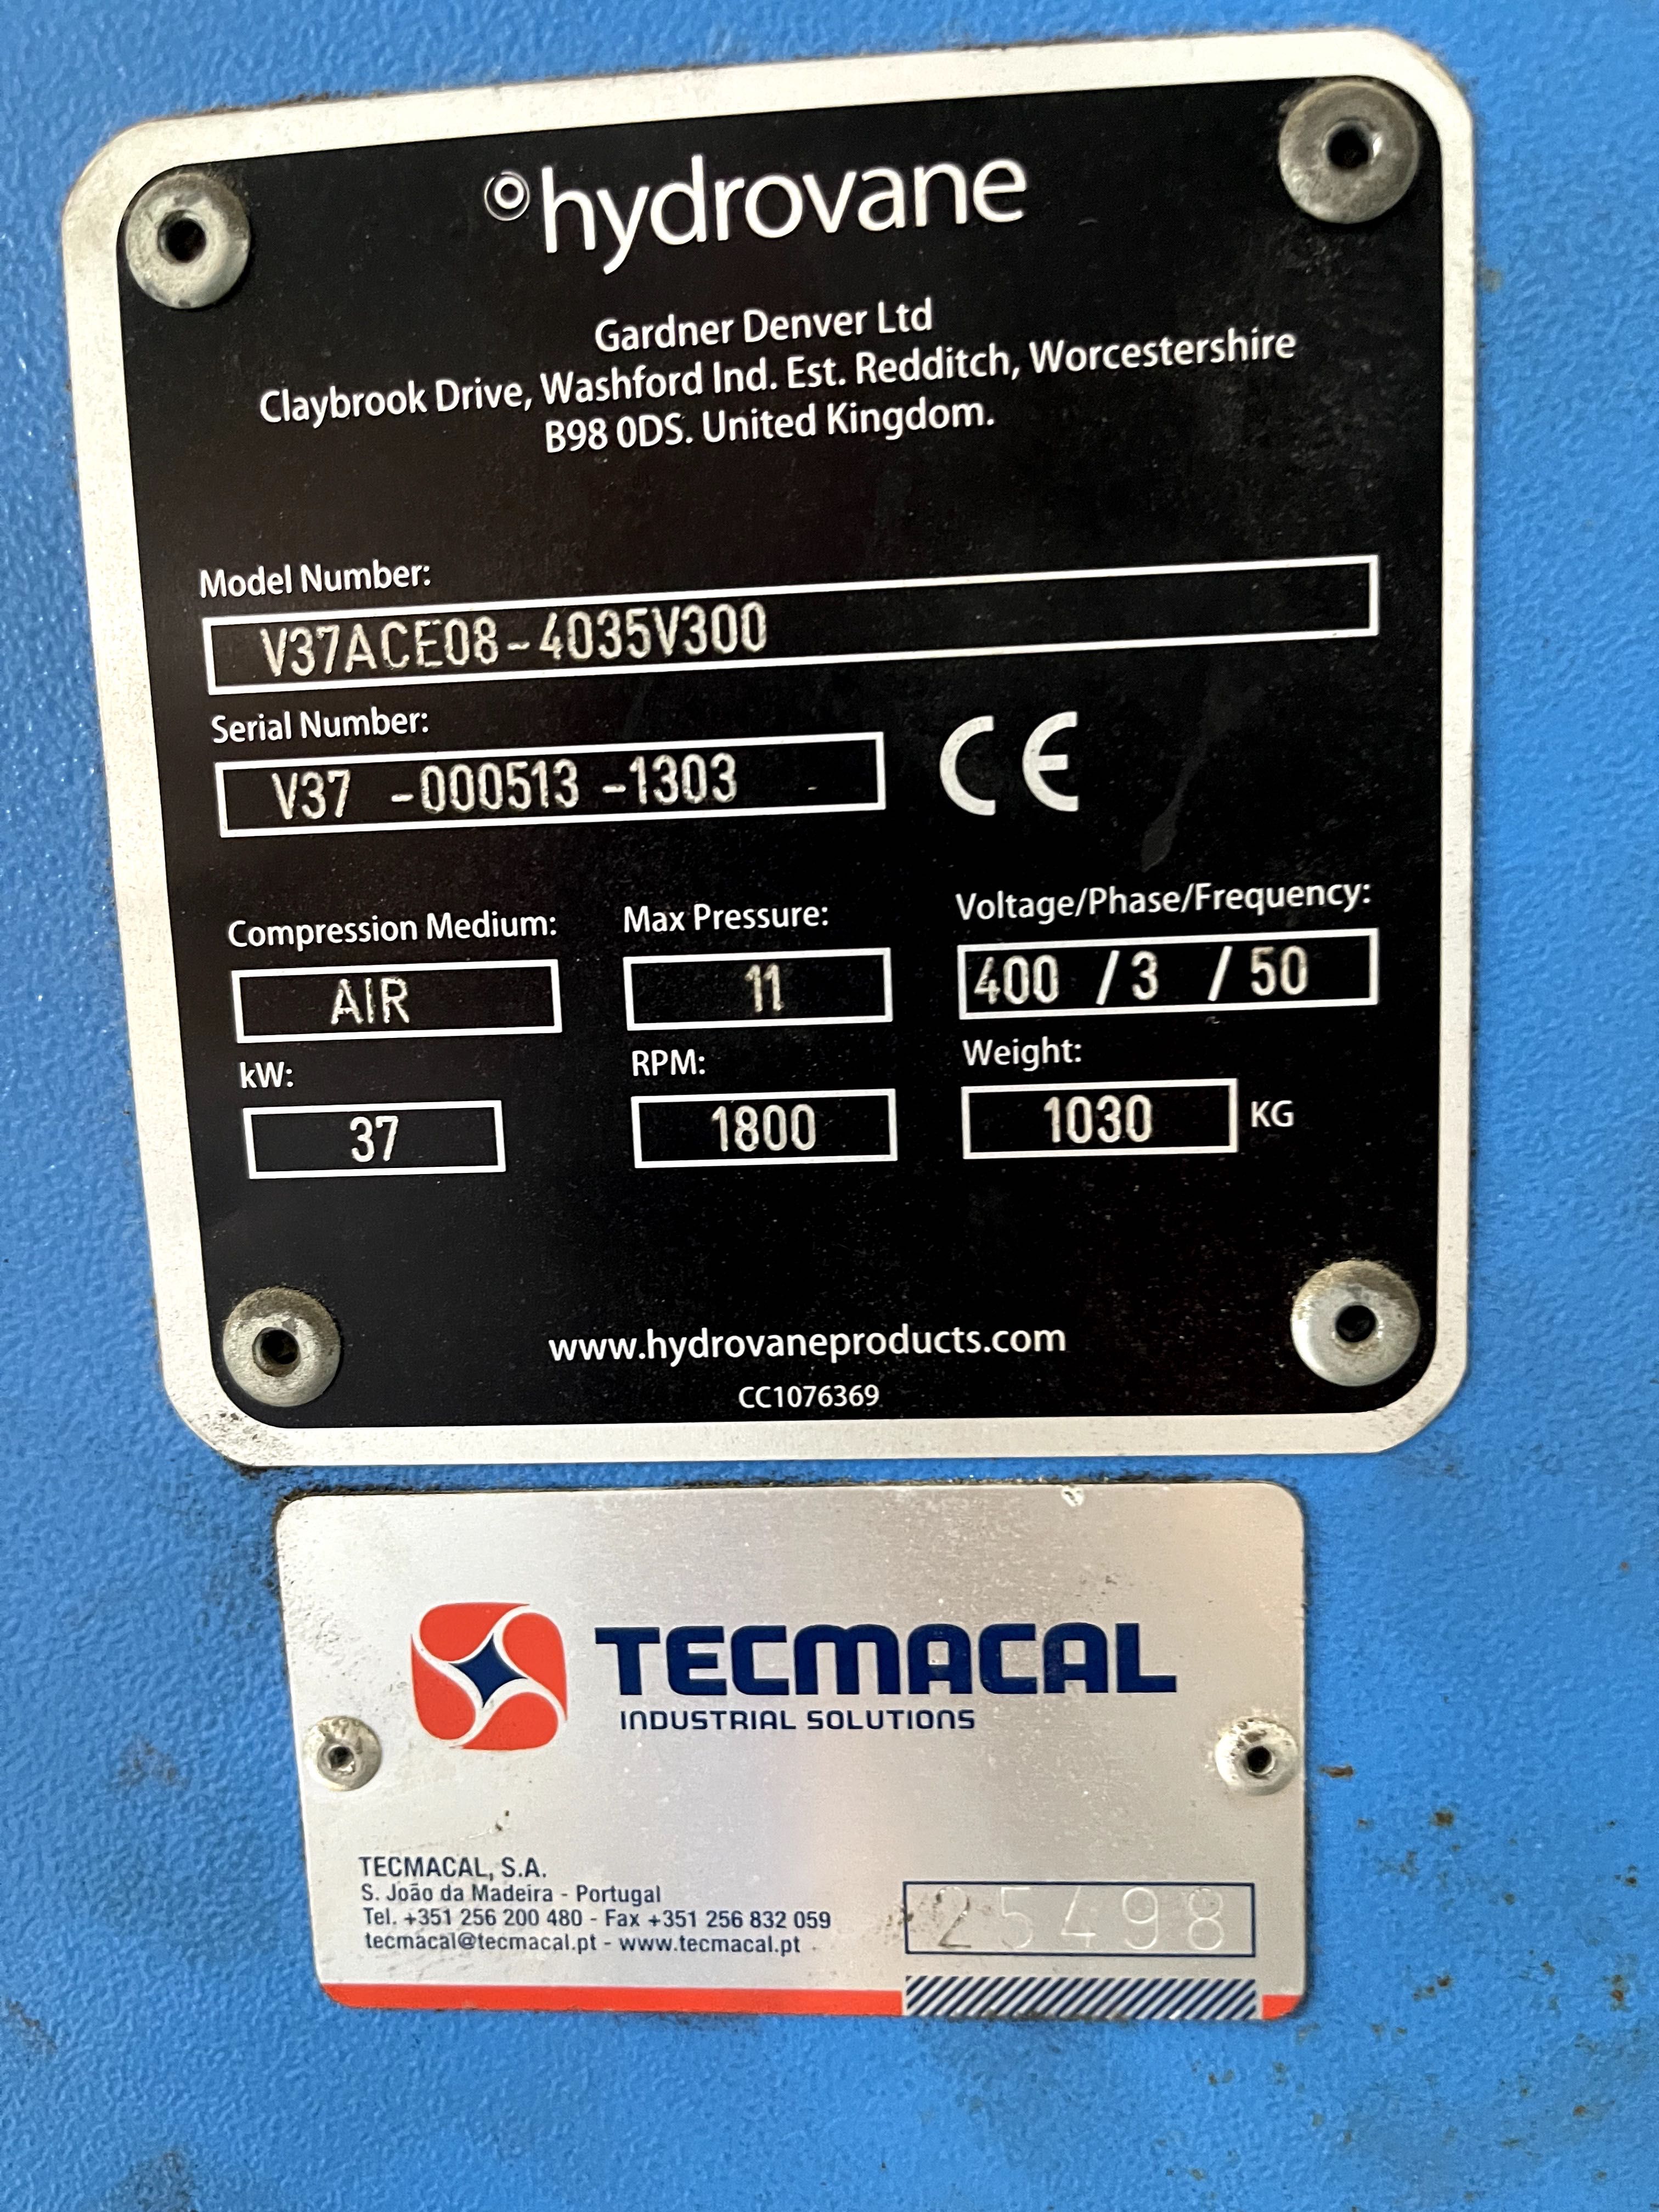 hydrovane
Gardner Denver Ltd
Claybrook Drive, Washford Ind. Est. Redditch, Worcestershire
B98 0DS. United Kingdom.
Model Number:
V37ACE08-4035V300
Serial Number:
V37 -000513 -1303
CE
Compression Medium: Max Pressure: Voltage/Phase/Frequency:
AIR 11 400 / 3 / 50
kW: RPM: Weight:
37 1800 1030 KG
www.hydrovaneproducts.com
CC1076369
TECMACAL
INDUSTRIAL SOLUTIONS
TECMACAL, S.A.
S. João da Madeira - Portugal
Tel. +351 256 200 480 - Fax +351 256 832 059
tecmacal@tecmacal.pt - www.tecmacal.pt
25498